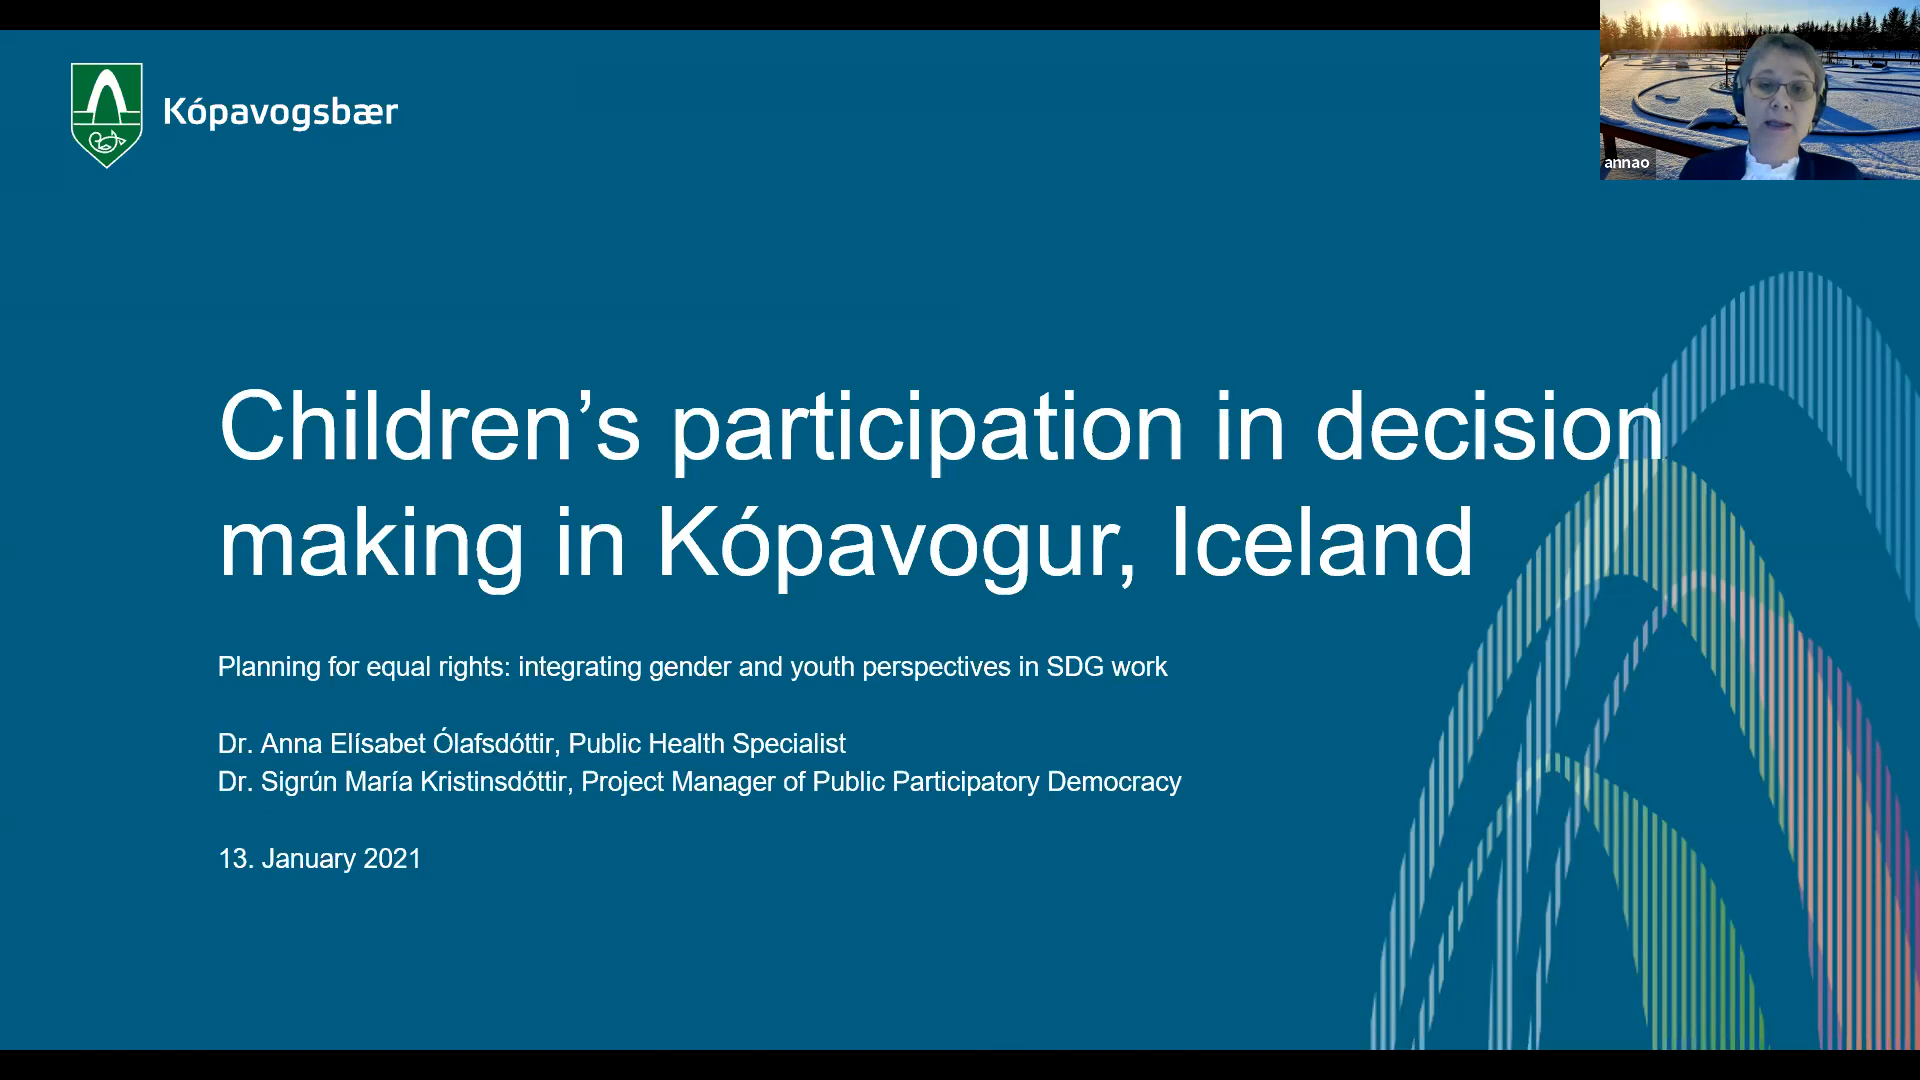 Kópavogsbær
annao
Children’s participation in decision
making in Kópavogur, Iceland
Planning for equal rights: integrating gender and youth perspectives in SDG work
Dr. Anna Elísabet Ólafsdóttir, Public Health Specialist
Dr. Sigrún María Kristinsdóttir, Project Manager of Public Participatory Democracy
13. January 2021